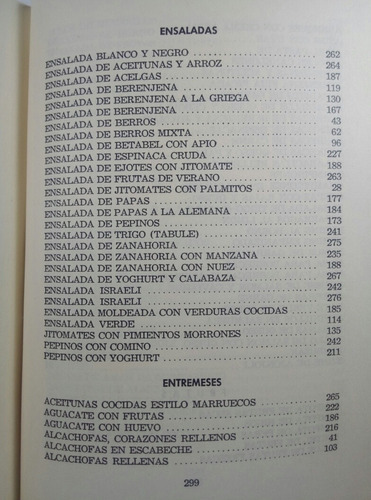 ENSALADAS
ENSALADA BLANCO Y NEGRO 262
ENSALADA DE ACEITUNAS Y ARROZ 264
ENSALADA DE ACELGAS 187
ENSALADA DE BERENJENA 119
ENSALADA DE BERENJENA A LA GRIEGA 130
ENSALADA DE BERENJENA 167
ENSALADA DE BERROS 43
ENSALADA DE BERROS MIXTA 62
ENSALADA DE BETABEL CON APIO 96
ENSALADA DE ESPINACA CRUDA 227
ENSALADA DE EJOTES CON JITOMATE 188
ENSALADA DE FRUTAS DE VERANO 263
ENSALADA DE JITOMATES CON PALMITOS 28
ENSALADA DE PAPAS 177
ENSALADA DE PAPAS A LA ALEMANA 184
ENSALADA DE PEPINOS 173
ENSALADA DE TRIGO (TABULE) 241
ENSALADA DE ZANAHORIA 275
ENSALADA DE ZANAHORIA CON MANZANA 235
ENSALADA DE ZANAHORIA CON NUEZ 188
ENSALADA DE YOGHURT Y CALABAZA 267
ENSALADA ISRAELI 242
ENSALADA ISRAELI 276
ENSALADA MOLDEADA CON VERDURAS COCIDAS 185
ENSALADA VERDE 114
JITOMATES CON PIMIENTOS MORRONES 135
PEPINOS CON COMINO 242
PEPINOS CON YOGHURT 211
ENTREMESES
ACEITUNAS COCIDAS ESTILO MARRUECOS 265
AGUACATE CON FRUTAS 222
AGUACATE CON HUEVO 186
ALCACHOFAS, CORAZONES RELLENOS 216
ALCACHOFAS EN ESCABECHE 41
ALCACHOFAS RELLENAS 103
299